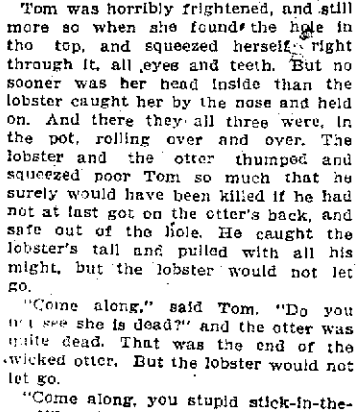 Tom was horribly frightened, and still
more so when she found the hole in
the top, and squeezed herself right
through it, all eyes and teeth. But no
sooner was her head inside than the
lobster caught her by the nose and held
on. And there they all three were, in
the pot, rolling over and over. The
lobster and the otter thumped and
squeezed poor Tom so much that he
surely would have been killed if he had
not at last got on the otter's back, and
safe out of the hole. He caught the
lobster's tail and pulled with all his
might, but the lobster would not let
go.
"Come along," said Tom. "Do you
not see she is dead?" and the otter was
quite dead. That was the end of the
wicked otter. But the lobster would not
let go.
"Come along, you stupid stick-in-the-